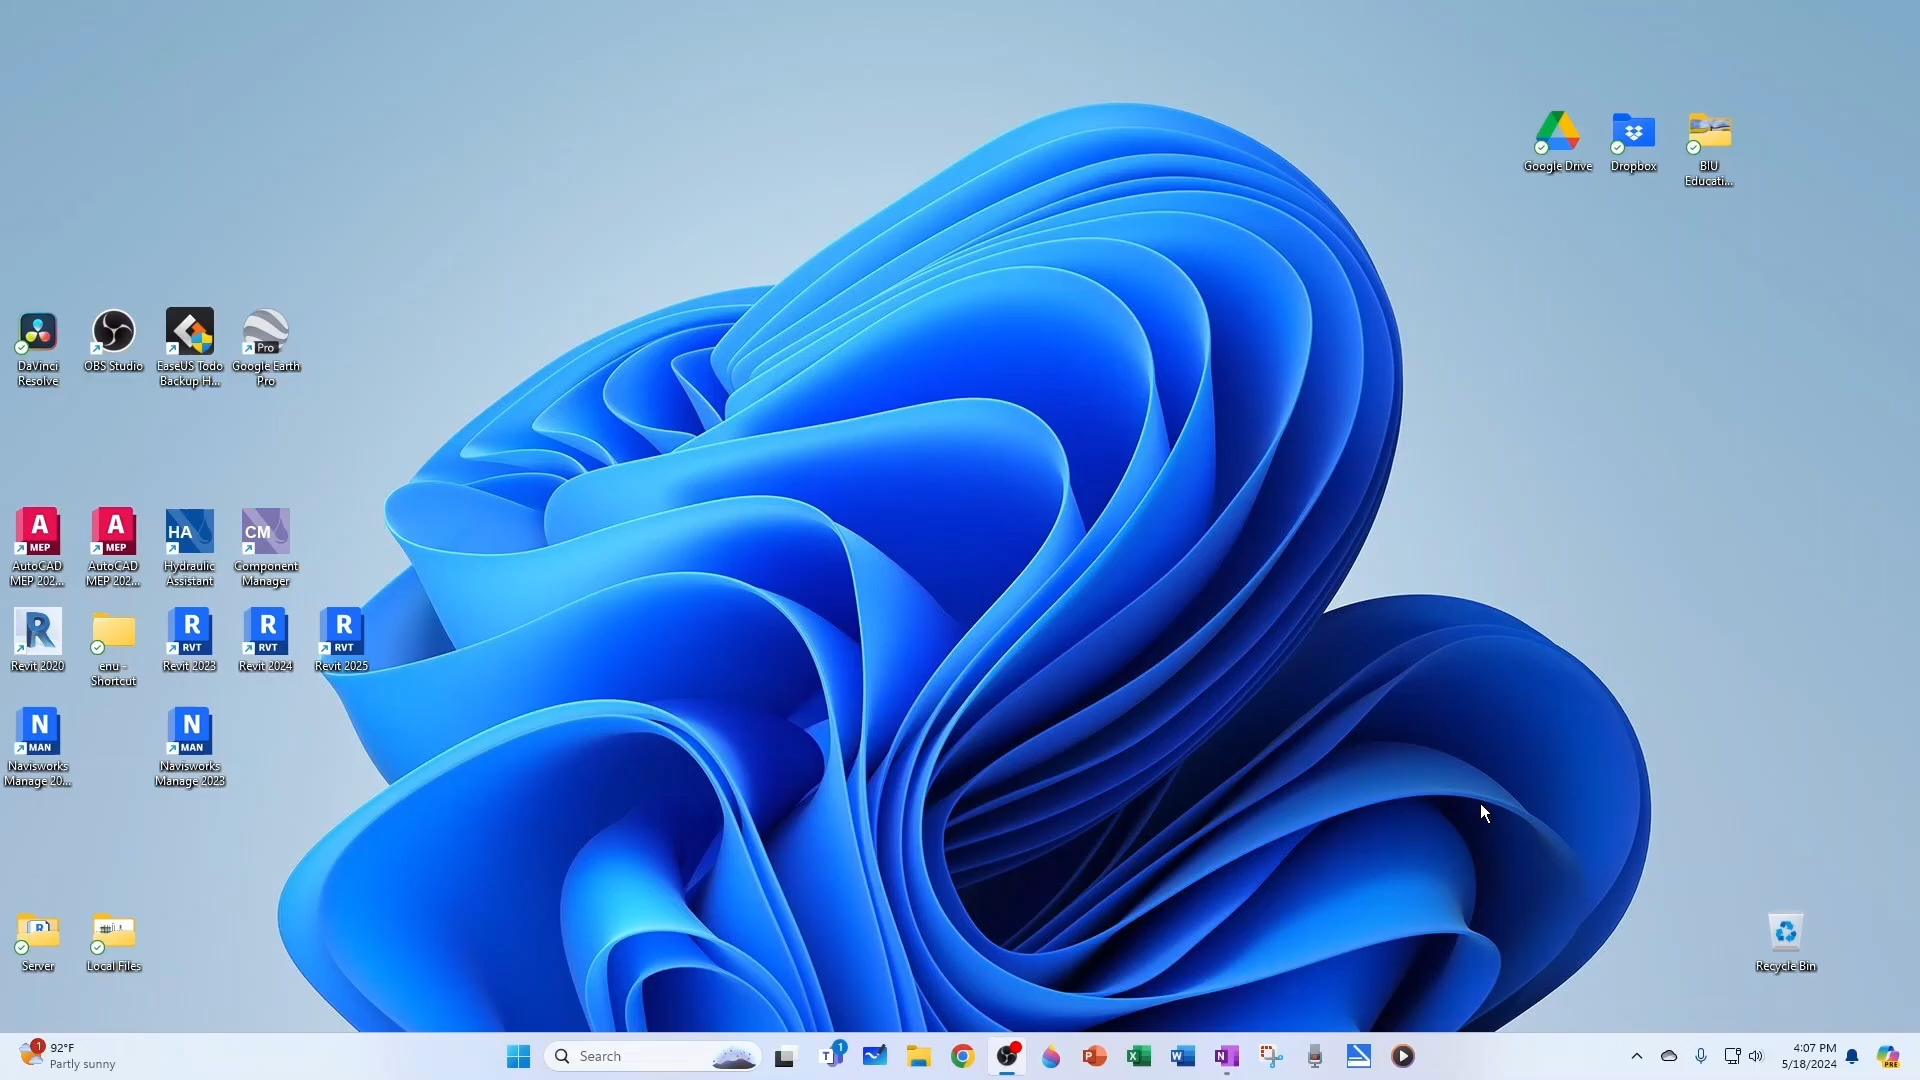 Google Drive
Dropbox
BIU
Educati...
DaVinci
Resolve
OBS Studio
EaseUS Todo
Backup H...
Pro
Google Earth
Pro
A
MEP
AutoCAD
MEP 202...
A
MEP
AutoCAD
MEP 202...
HA
Hydraulic
Assistant
CM
Component
Manager
R
Revit 2020
enu -
Shortcut
R
RVT
Revit 2023
R
RVT
Revit 2024
R
RVT
Revit 2025
N
MAN
Navisworks
Manage 20...
N
MAN
Navisworks
Manage 2023
R
Server
Local Files
Recycle Bin
1
92°F
Partly sunny
Search
T
1
P
X
W
N
4:07 PM
5/18/2024
PRE